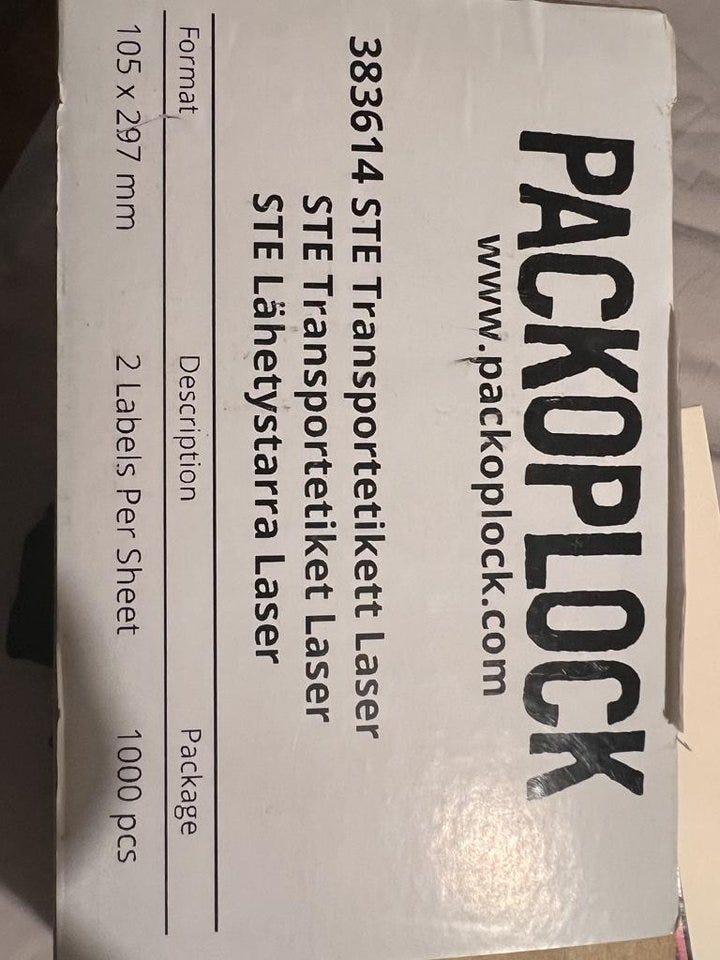 PACKOPLOCK
www.packoplock.com
383614 STE Transportetikett Laser
STE Transportetiket Laser
STE Lähetystarra Laser
Format Description Package
105 x 297 mm 2 Labels Per Sheet 1000 pcs